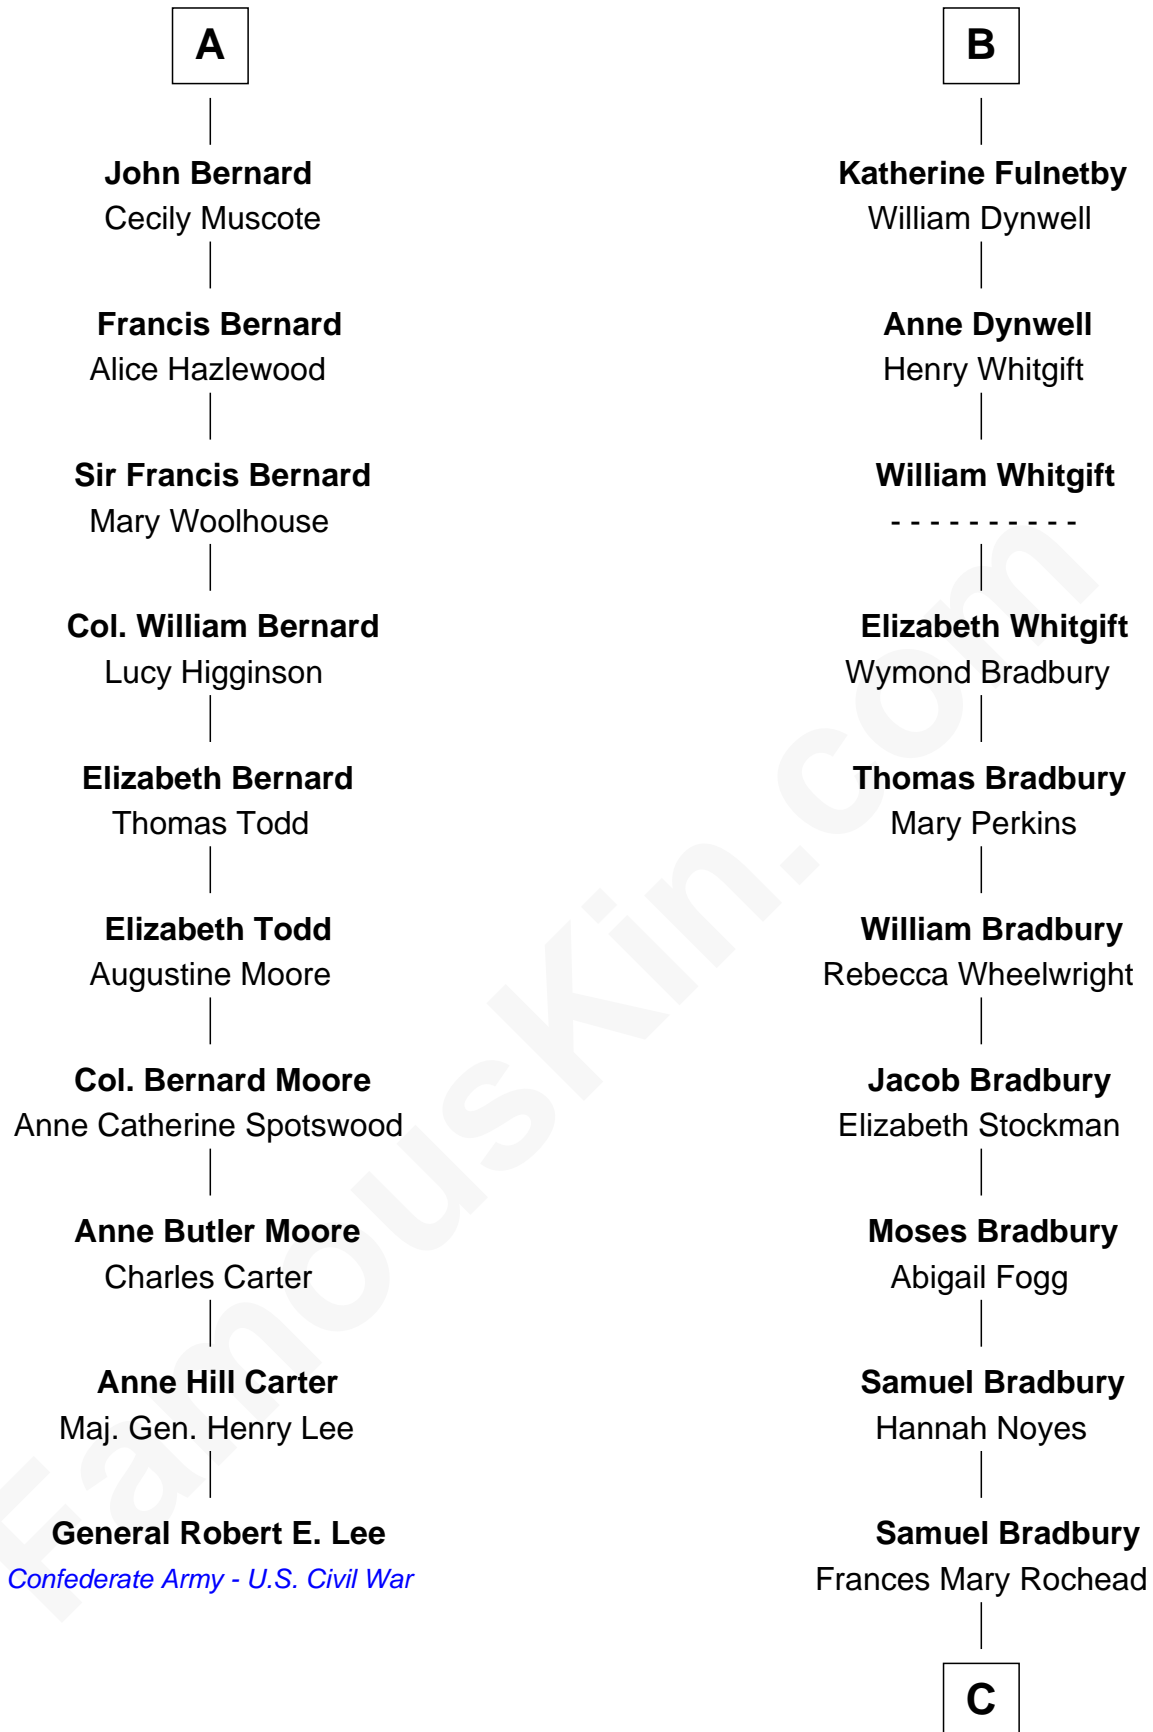 A
John Bernard
Cecily Muscote
Francis Bernard
Alice Hazlewood
Sir Francis Bernard
Mary Woolhouse
Col. William Bernard
Lucy Higginson
Elizabeth Bernard
Thomas Todd
Elizabeth Todd
Augustine Moore
Col. Bernard Moore
Anne Catherine Spotswood
Anne Butler Moore
Charles Carter
Anne Hill Carter
Maj. Gen. Henry Lee
General Robert E. Lee
Confederate Army - U.S. Civil War
B
Katherine Fulnetby
William Dynwell
Anne Dynwell
Henry Whitgift
William Whitgift
- - - - - - - - - -
Elizabeth Whitgift
Wymond Bradbury
Thomas Bradbury
Mary Perkins
William Bradbury
Rebecca Wheelwright
Jacob Bradbury
Elizabeth Stockman
Moses Bradbury
Abigail Fogg
Samuel Bradbury
Hannah Noyes
Samuel Bradbury
Frances Mary Rochead
C
FamousKin.com